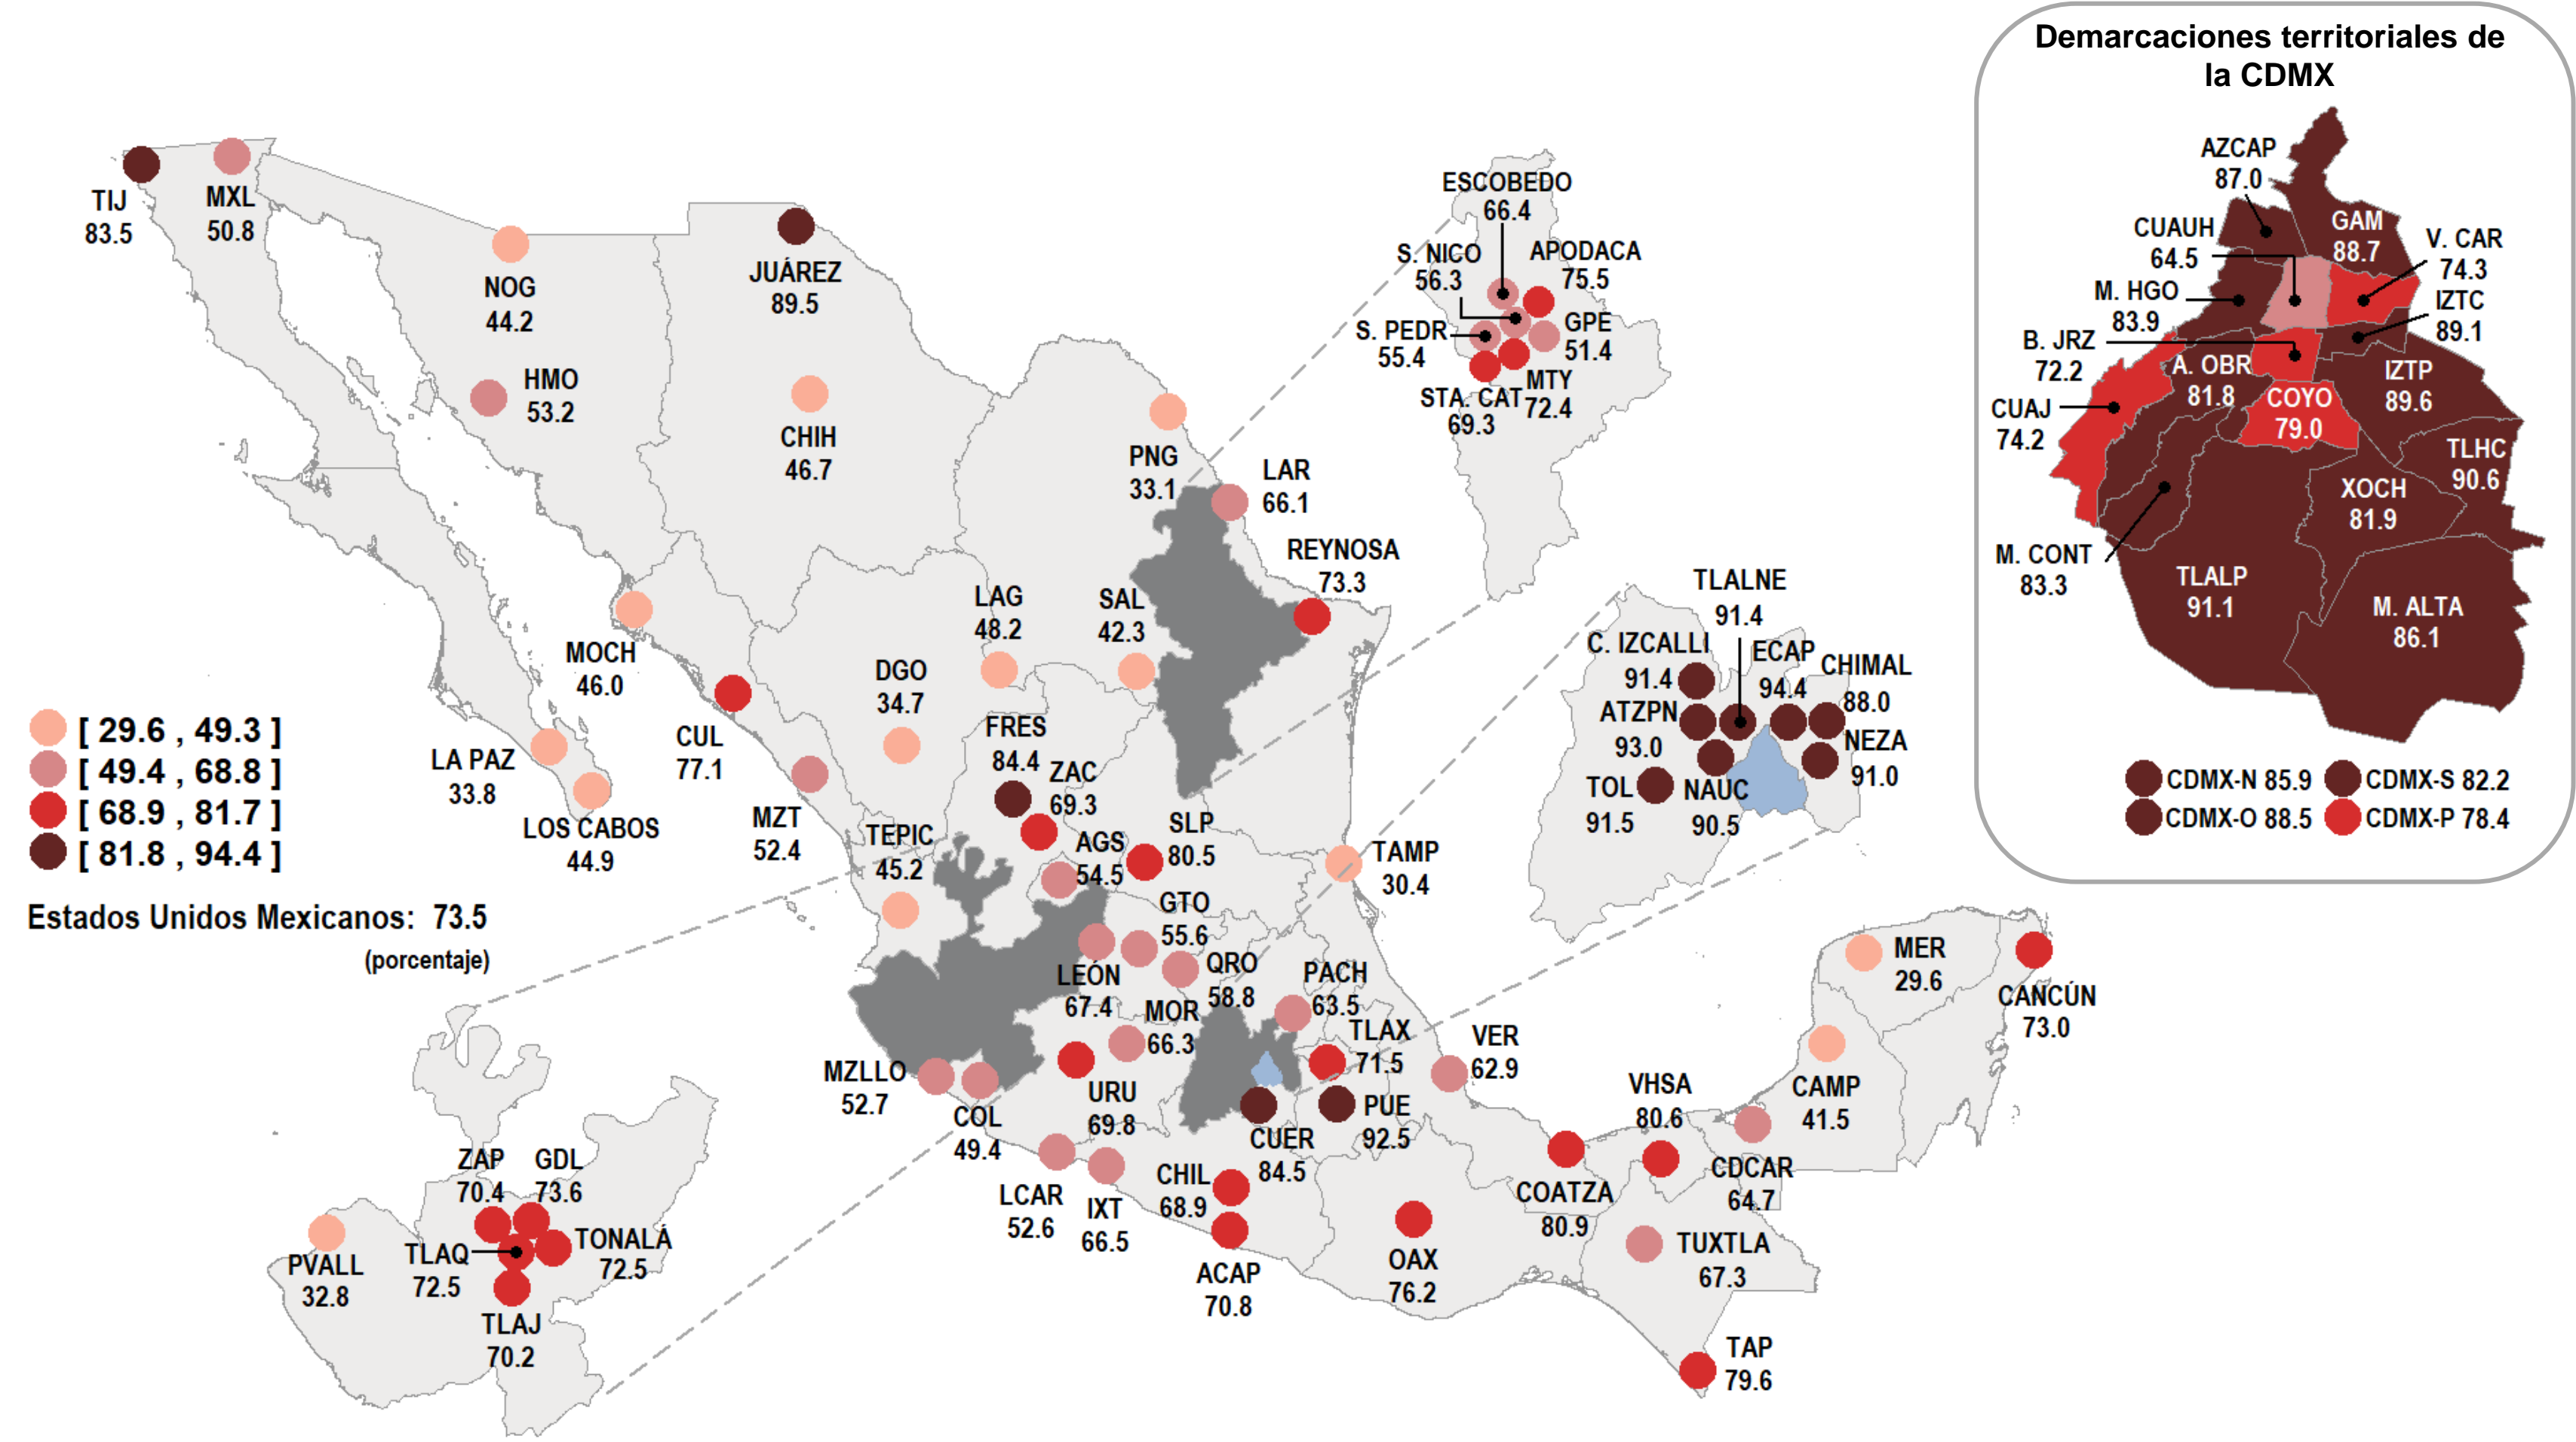 Demarcaciones territoriales de
la CDMX
AZCAP
87.0
CUAUH
64.5
GAM
88.7
V. CAR
74.3
M. HGO
83.9
IZTC
89.1
B. JRZ
72.2
A. OBR
81.8
IZTP
89.6
CUAJ
74.2
COYO
79.0
TLHC
90.6
XOCH
81.9
M. CONT
83.3
TLALP
91.1
M. ALTA
86.1
CDMX-N 85.9
CDMX-S 82.2
CDMX-O 88.5
CDMX-P 78.4
TIJ
83.5
MXL
50.8
NOG
44.2
JUÁREZ
89.5
HMO
53.2
CHIH
46.7
PNG
33.1
LAR
66.1
REYNOSA
73.3
ESCOBEDO
66.4
S. NICO
56.3
APODACA
75.5
S. PEDR
55.4
GPE
51.4
STA. CAT
69.3
MTY
72.4
MOCH
46.0
LAG
48.2
SAL
42.3
DGO
34.7
CUL
77.1
LA PAZ
33.8
LOS CABOS
44.9
MZT
52.4
FRES
84.4
ZAC
69.3
TEPIC
45.2
AGS
54.5
SLP
80.5
TAMP
30.4
TLALNE
91.4
C. IZCALLI
91.4
ECAP
94.4
CHIMAL
88.0
ATZPN
93.0
NEZA
91.0
TOL
91.5
NAUC
90.5
[ 29.6 , 49.3 ]
[ 49.4 , 68.8 ]
[ 68.9 , 81.7 ]
[ 81.8 , 94.4 ]
Estados Unidos Mexicanos: 73.5
(porcentaje)
GTO
55.6
LEÓN
67.4
QRO
58.8
PACH
63.5
MOR
66.3
TLAX
71.5
VER
62.9
MZLLO
52.7
COL
49.4
URU
69.8
CUER
84.5
PUE
92.5
LCAR
52.6
IXT
66.5
CHIL
68.9
ACAP
70.8
OAX
76.2
COATZA
80.9
VHSA
80.6
CDCAR
64.7
CAMP
41.5
MER
29.6
CANCÚN
73.0
TUXTLA
67.3
TAP
79.6
ZAP
70.4
GDL
73.6
PVALL
32.8
TLAQ
72.5
TONALÁ
72.5
TLAJ
70.2